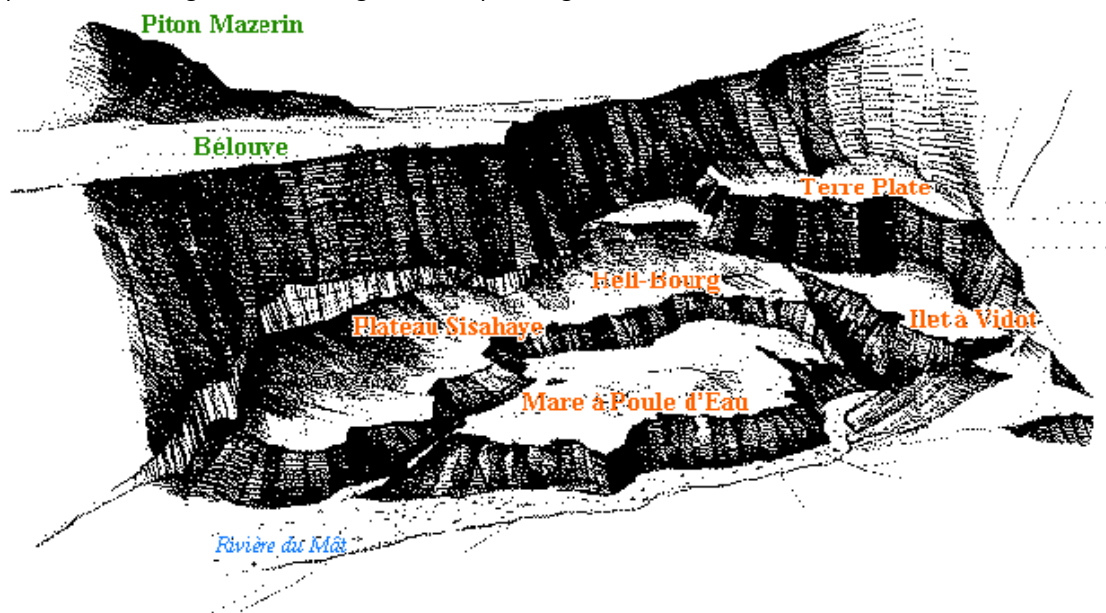 Piton Mazerin
Bélouve
Terre Plate
Hell-Bourg
Plateau Sisahaye
Ilet à Vidot
Mare à Poule d'Eau
Rivière du Mât